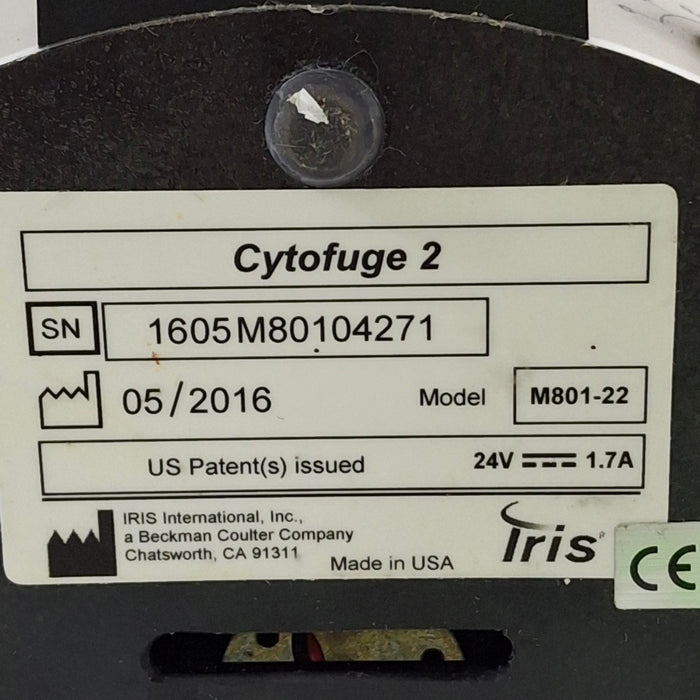 Cytofuge 2
SN 1605M80104271
05/2016 Model M801-22
US Patent(s) issued 24V 1.7A
IRIS International, Inc.,
a Beckman Coulter Company
Chatsworth, CA 91311 Made in USA
Iris
CE